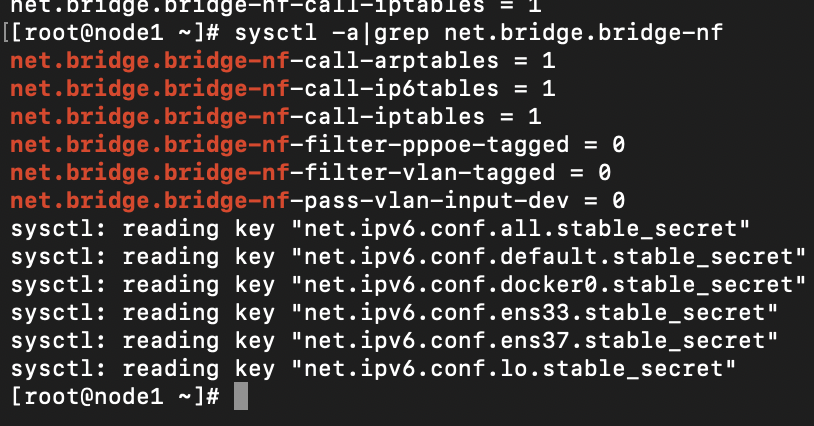 net.bridge.bridge-nf-call-iptables = 1
[[root@node1 ~]# sysctl -a|grep net.bridge.bridge-nf
net.bridge.bridge-nf-call-arptables = 1
net.bridge.bridge-nf-call-ip6tables = 1
net.bridge.bridge-nf-call-iptables = 1
net.bridge.bridge-nf-filter-pppoe-tagged = 0
net.bridge.bridge-nf-filter-vlan-tagged = 0
net.bridge.bridge-nf-pass-vlan-input-dev = 0
sysctl: reading key "net.ipv6.conf.all.stable_secret"
sysctl: reading key "net.ipv6.conf.default.stable_secret"
sysctl: reading key "net.ipv6.conf.docker0.stable_secret"
sysctl: reading key "net.ipv6.conf.ens33.stable_secret"
sysctl: reading key "net.ipv6.conf.ens37.stable_secret"
sysctl: reading key "net.ipv6.conf.lo.stable_secret"
[root@node1 ~]#